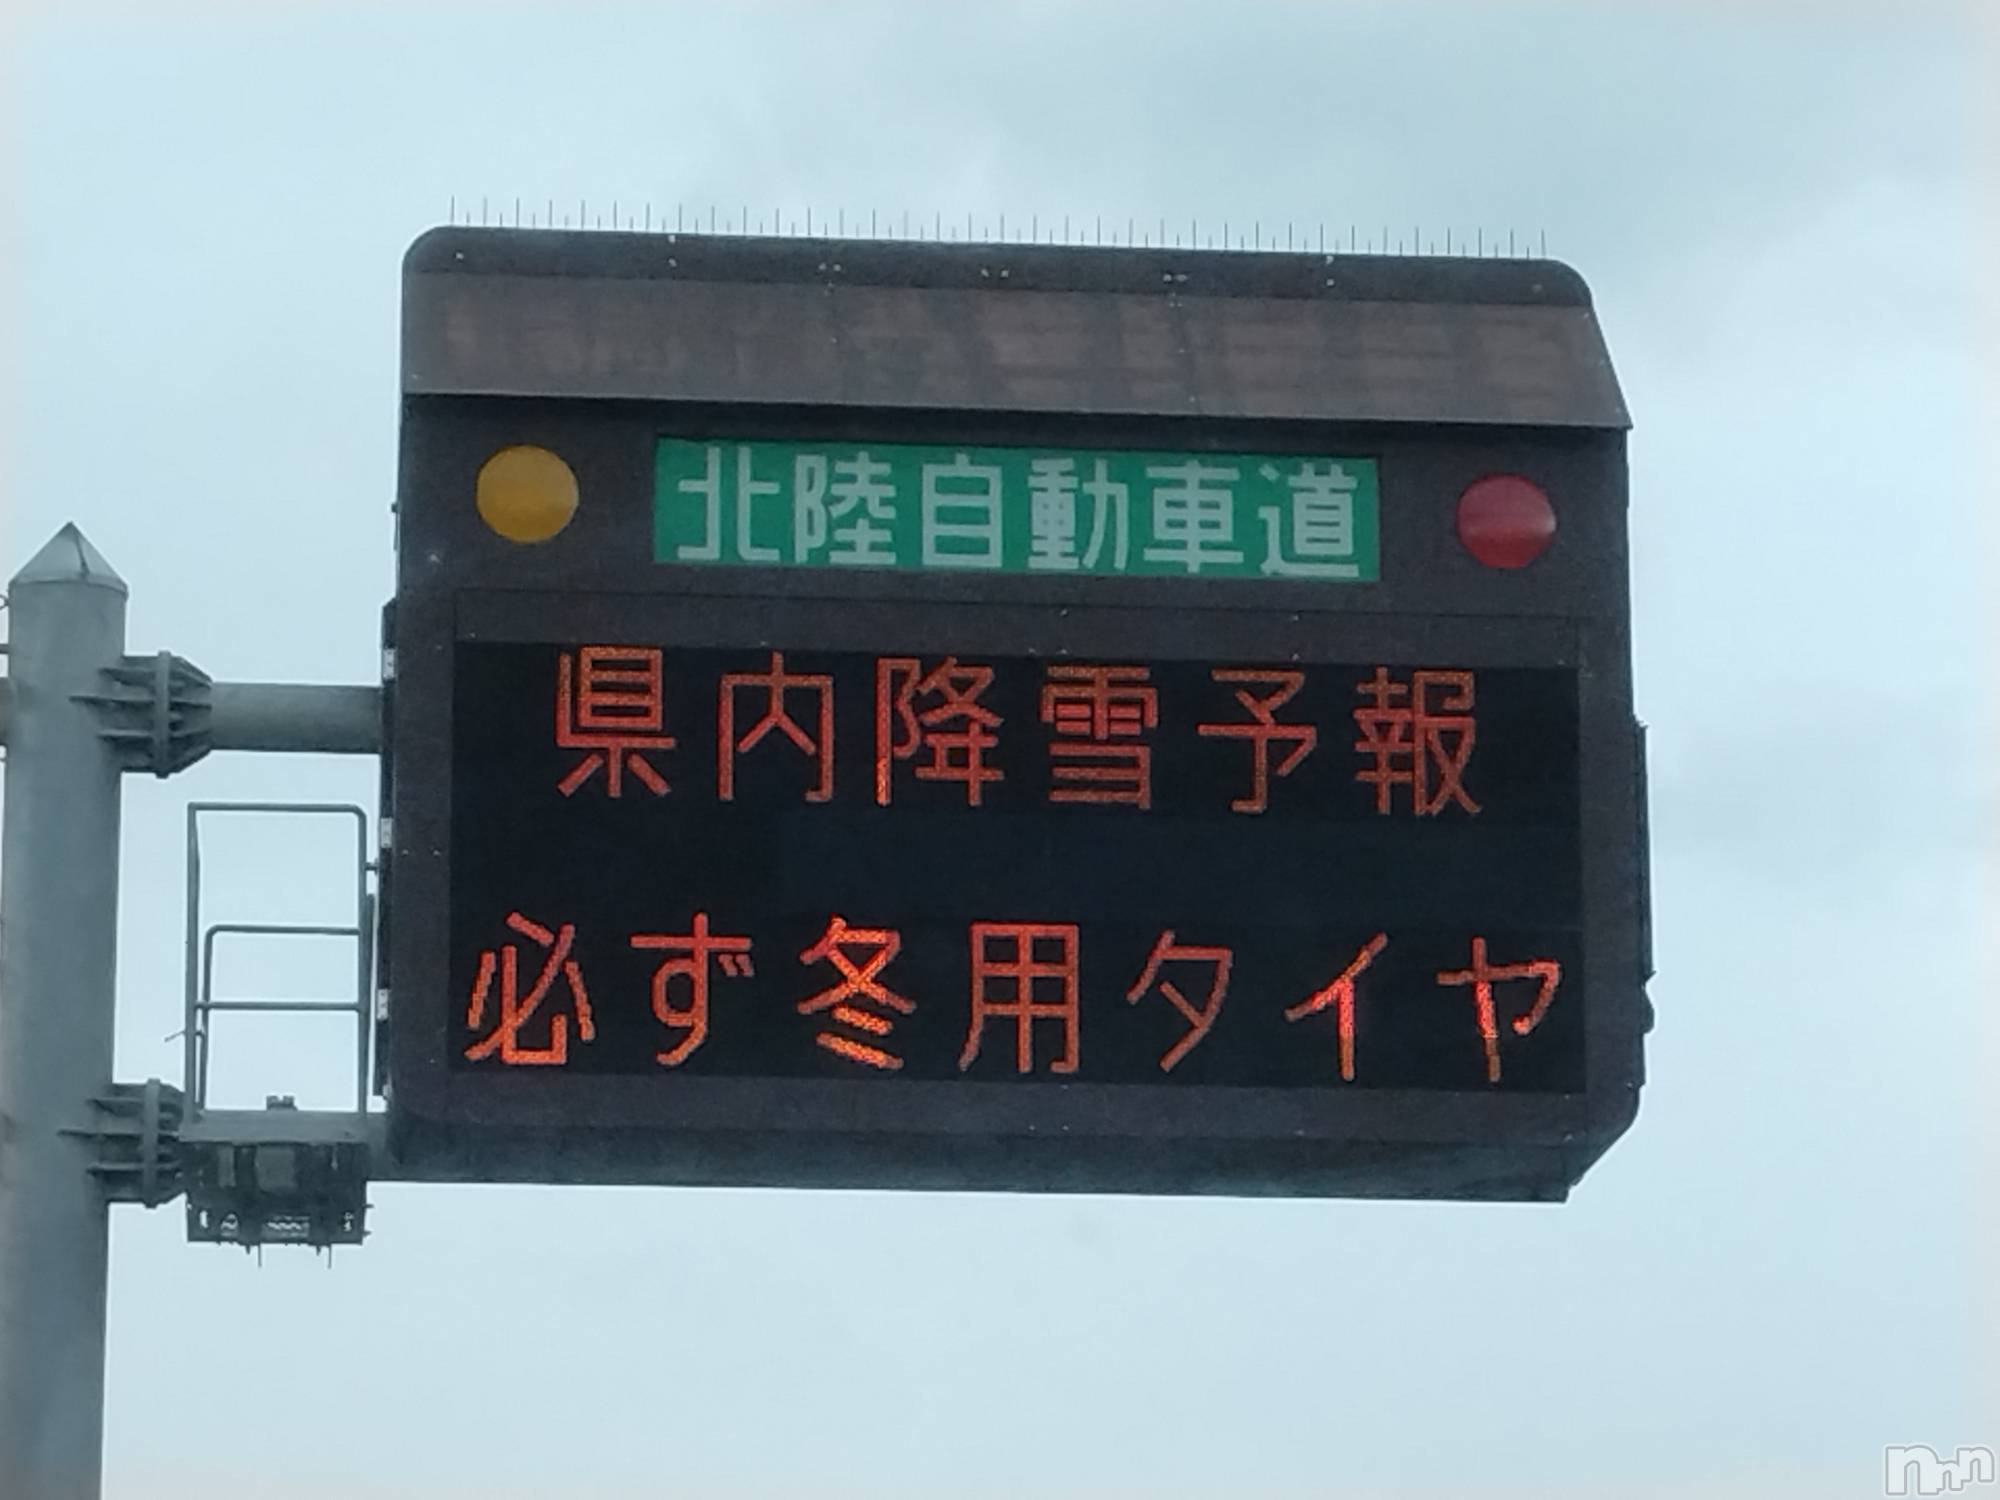 北陸自動車道
県内降雪予報
必ず冬用タイヤ
nnn